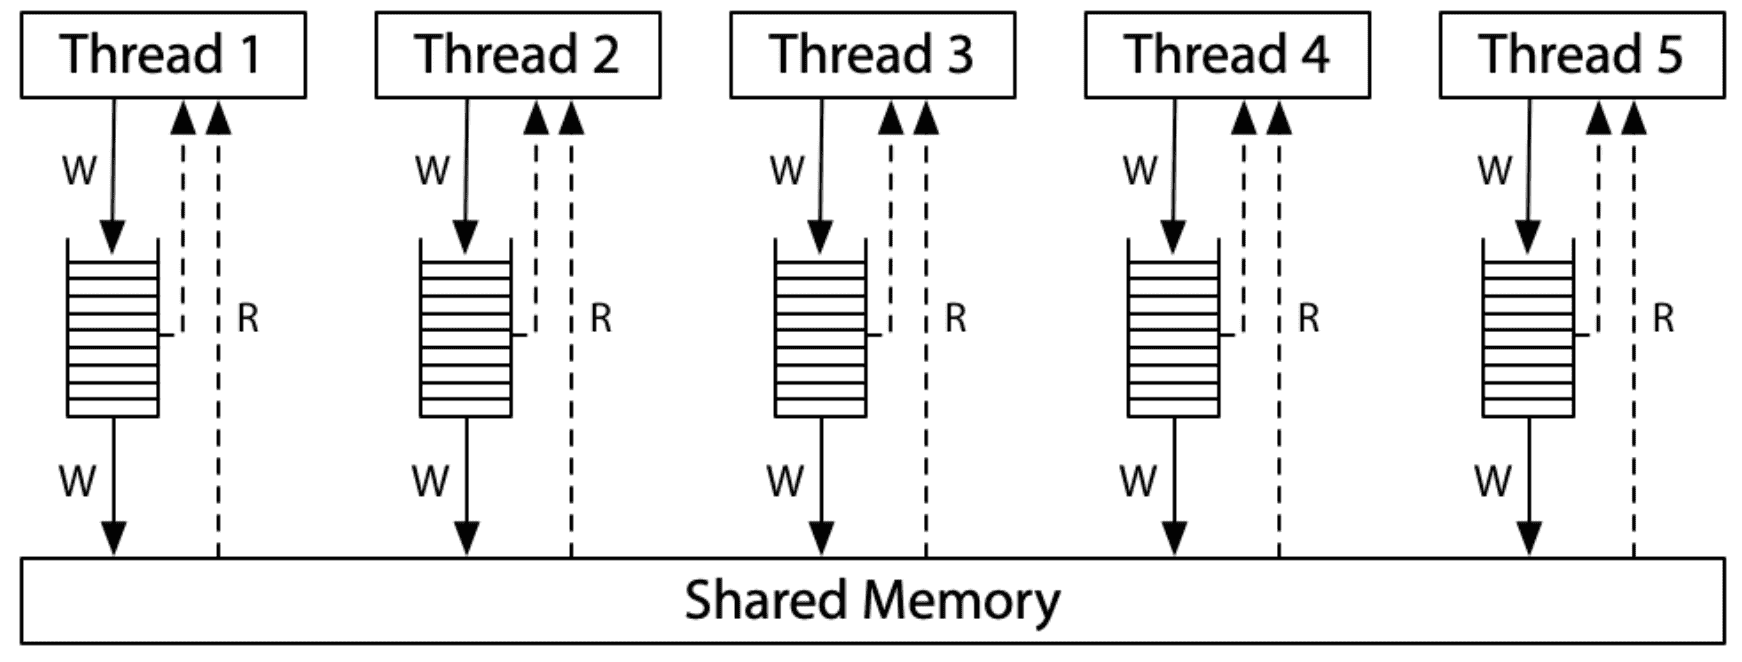 Thread 1 Thread 2 Thread 3 Thread 4 Thread 5
W W W W W
R R R R R
W W W W W
Shared Memory